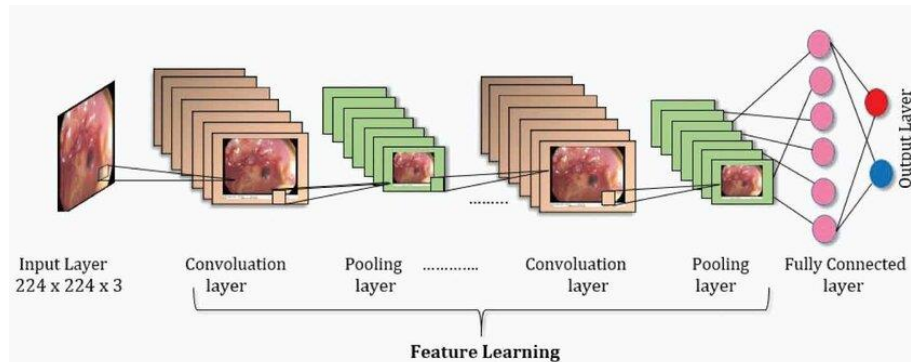 Output Layer
.........
Input Layer
224 x 224 x 3
Convoluation
layer
Pooling
layer
.............
Convoluation
layer
Pooling
layer
Fully Connected
layer
Feature Learning